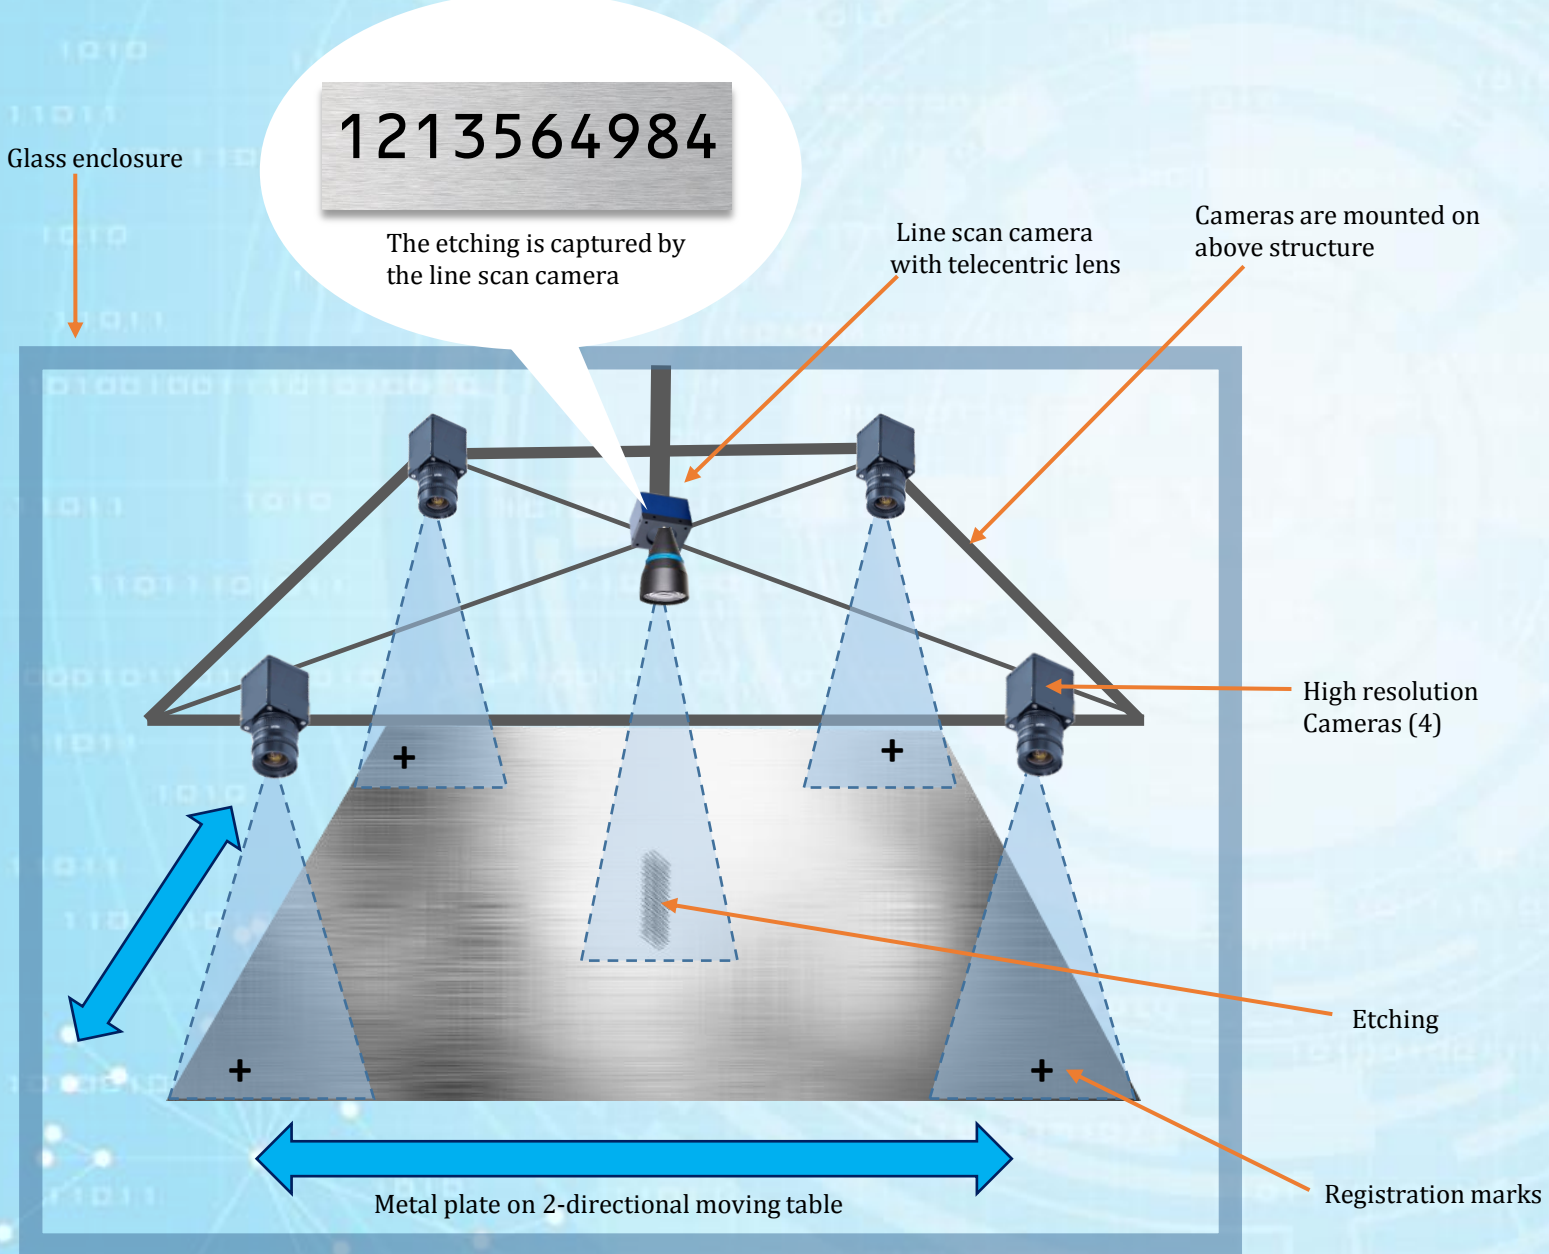 1213564984
The etching is captured by
the line scan camera
Glass enclosure
Line scan camera
with telecentric lens
Cameras are mounted on
above structure
High resolution
Cameras (4)
Etching
Registration marks
Metal plate on 2-directional moving table